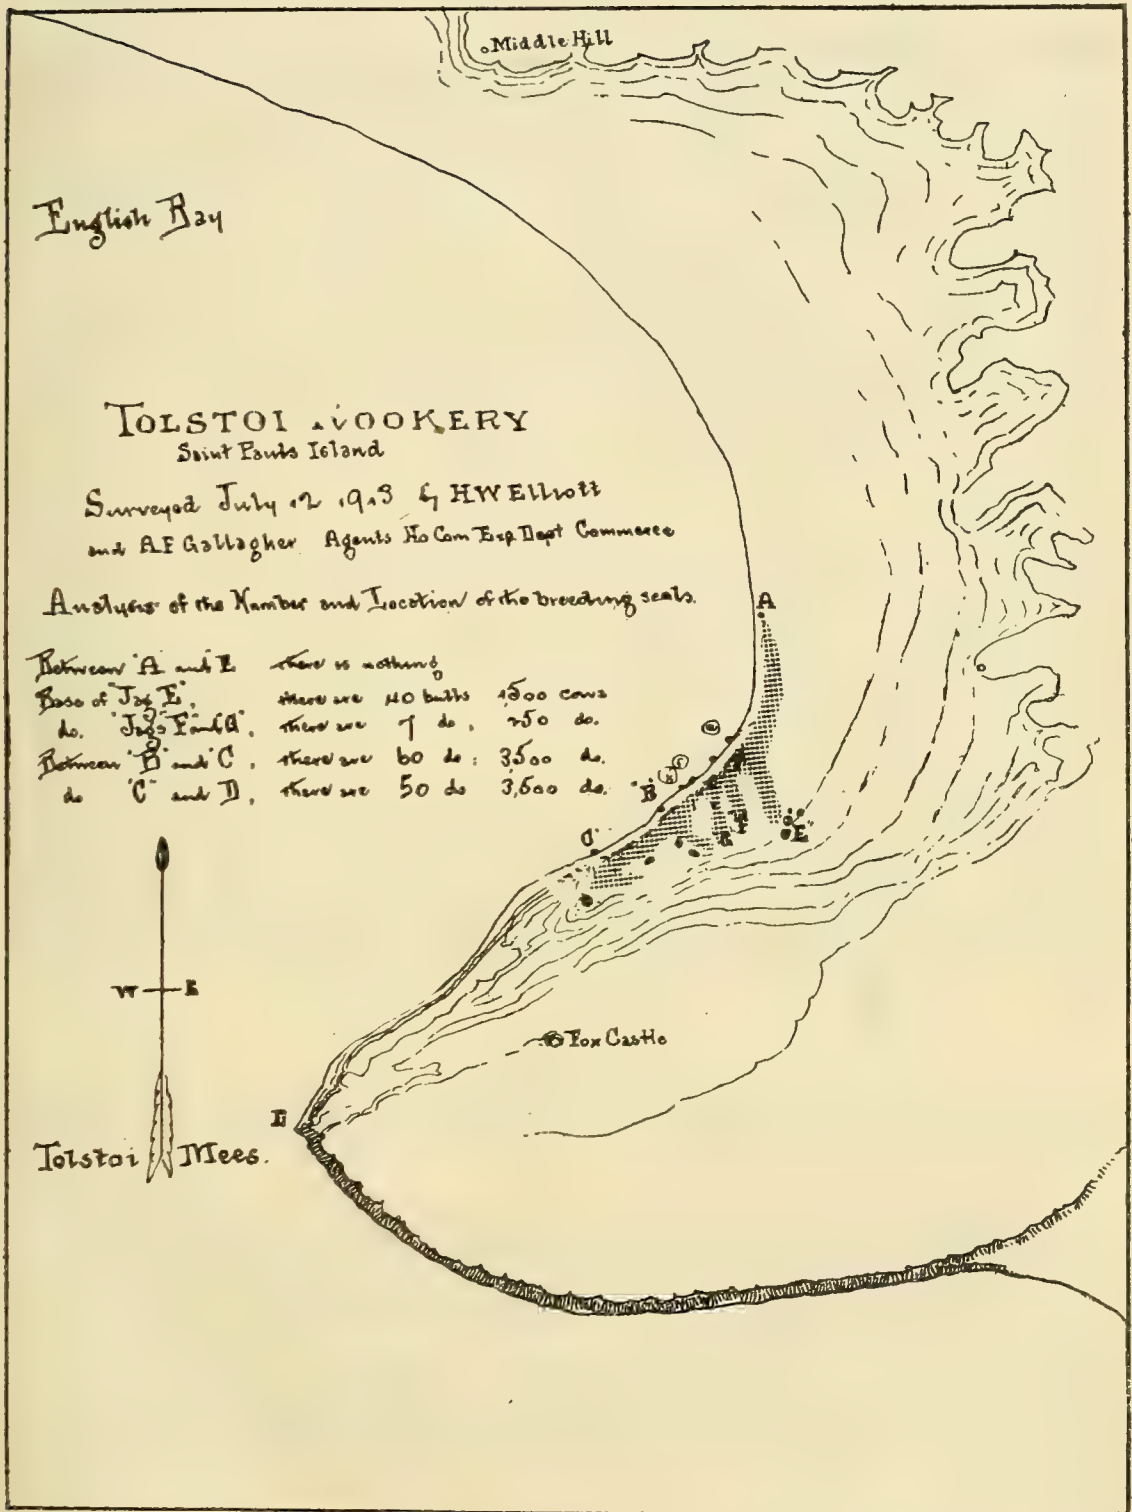 Middle Hill
English Bay
TOLSTOI ROOKERY
Saint Pauls Island
Surveyed July 12 1913 by HW Elliott
and AF Gallagher Agents Ho Com Exp Dept Commerce
Analysis of the Number and Location of the breeding seals.
A
Between "A" and E there is nothing
Base of "Jag E", there are 40 bulls 1500 cows
do. "Jags" F and G", there are 7 do, 250 do.
Between "B" and "C", there are 60 do; 3500 do.
do "C" and D, there are 50 do 3,500 do.
"B"
"E"
C"
W E
Fox Castle
D
Tolstoi Mees.